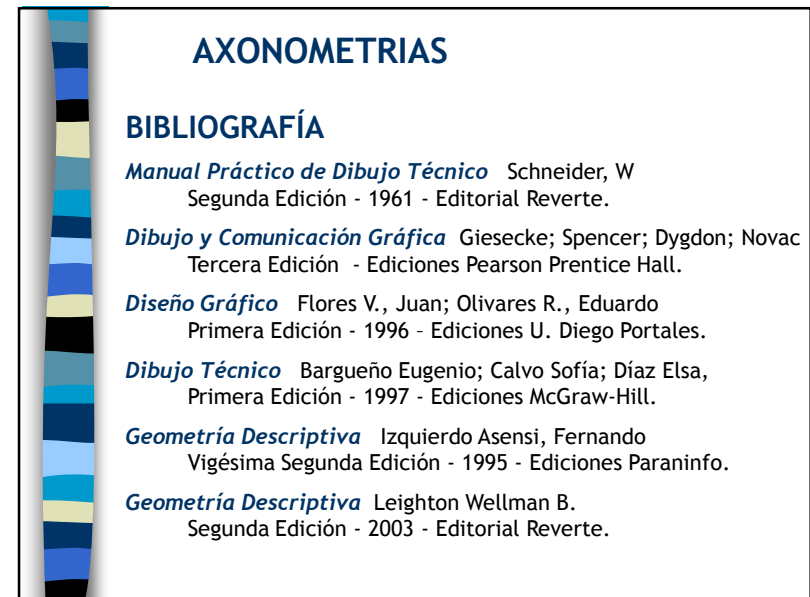 AXONOMETRIAS
BIBLIOGRAFÍA
Manual Práctico de Dibujo Técnico Schneider, W
Segunda Edición - 1961 - Editorial Reverte.
Dibujo y Comunicación Gráfica Giesecke; Spencer; Dygdon; Novac
Tercera Edición - Ediciones Pearson Prentice Hall.
Diseño Gráfico Flores V., Juan; Olivares R., Eduardo
Primera Edición - 1996 – Ediciones U. Diego Portales.
Dibujo Técnico Bargueño Eugenio; Calvo Sofía; Díaz Elsa,
Primera Edición - 1997 - Ediciones McGraw-Hill.
Geometría Descriptiva Izquierdo Asensi, Fernando
Vigésima Segunda Edición - 1995 - Ediciones Paraninfo.
Geometría Descriptiva Leighton Wellman B.
Segunda Edición - 2003 - Editorial Reverte.